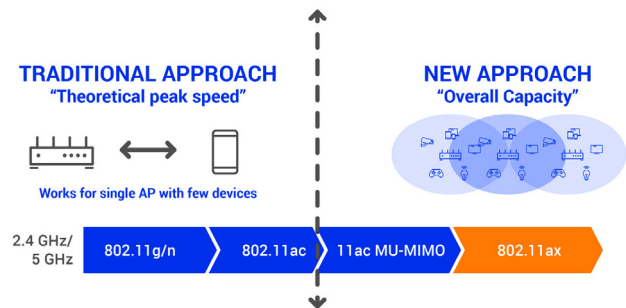 TRADITIONAL APPROACH
“Theoretical peak speed”
Works for single AP with few devices
NEW APPROACH
“Overall Capacity”
2.4 GHz/
5 GHz
802.11g/n
802.11ac
11ac MU-MIMO
802.11ax